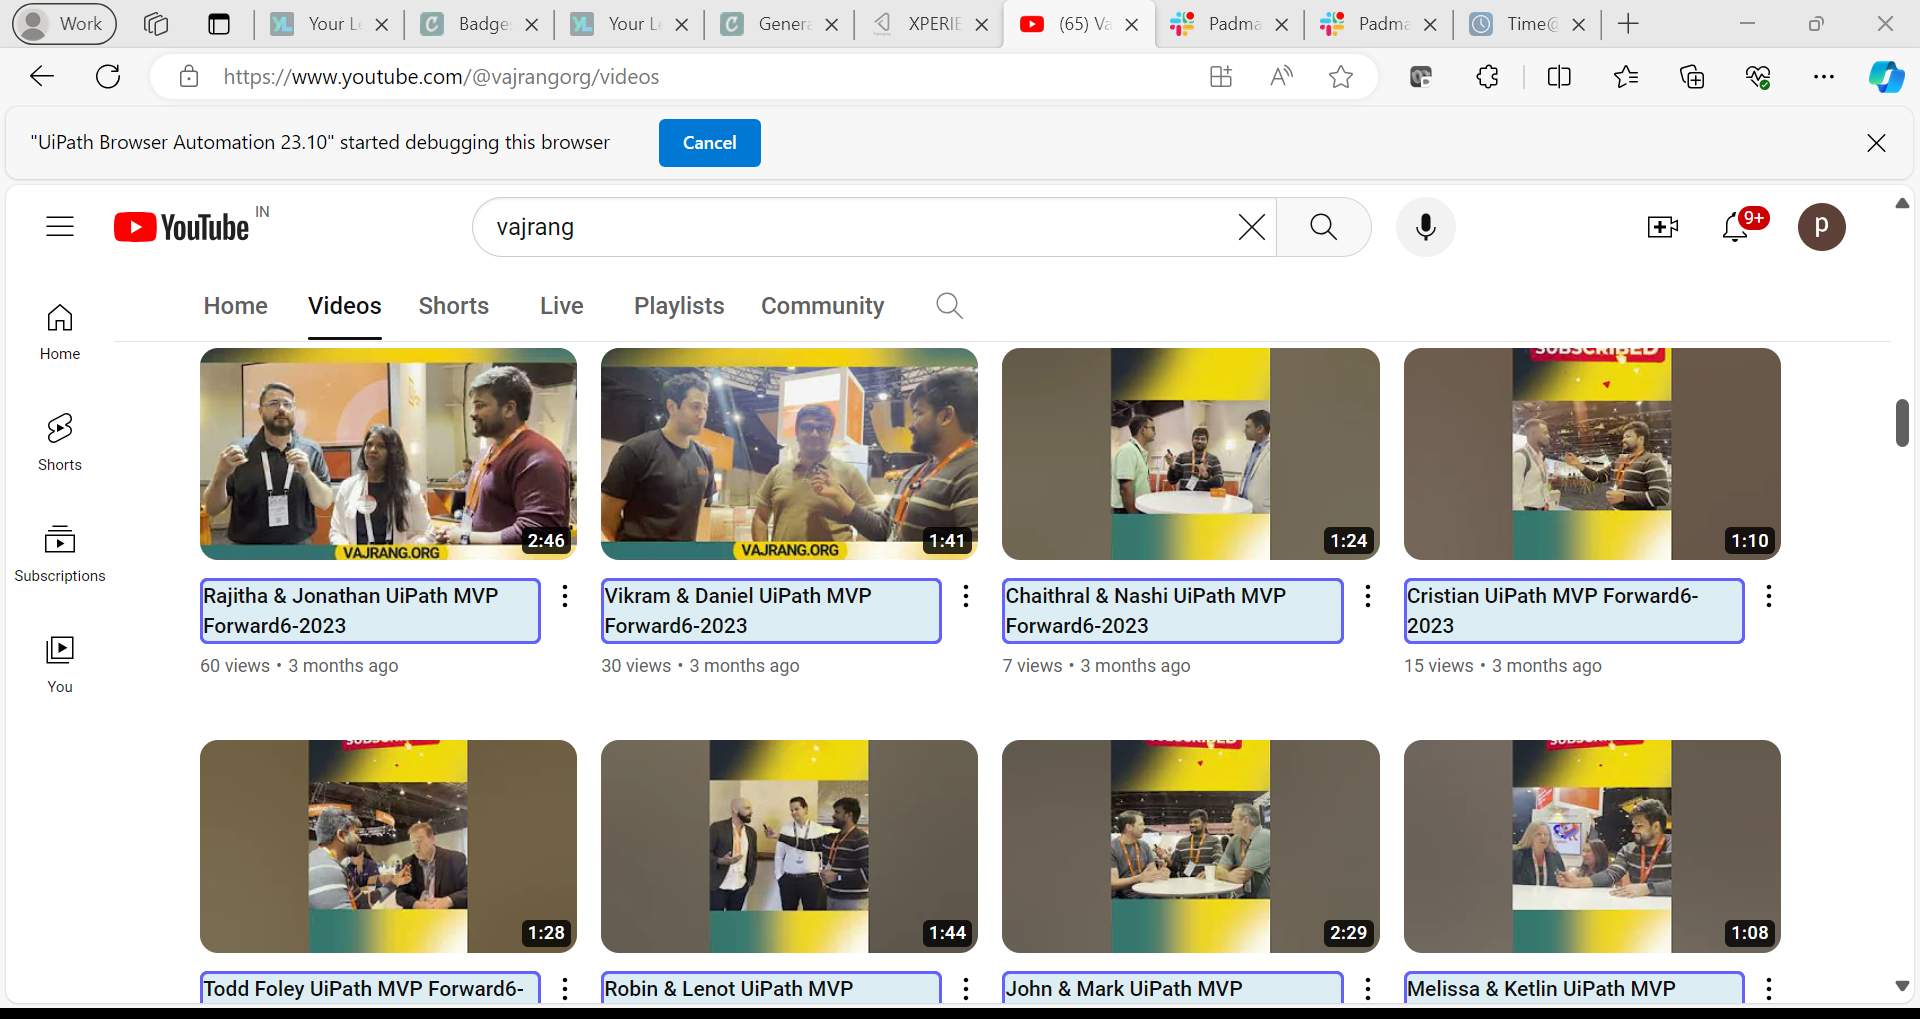 Work
Your Le
Badge
Your Le
Genera
XPERIE
(65) Va
Padma
Padma
Time@
https://www.youtube.com/@vajrangorg/videos
"UiPath Browser Automation 23.10" started debugging this browser
Cancel
YouTube IN
vajrang
9+
p
Home
Videos
Shorts
Live
Playlists
Community
Home
Shorts
Subscriptions
You
SUBSCRIBED
VAJRANG.ORG
2:46
VAJRANG.ORG
1:41
1:24
1:10
Rajitha & Jonathan UiPath MVP
Forward6-2023
60 views • 3 months ago
Vikram & Daniel UiPath MVP
Forward6-2023
30 views • 3 months ago
Chaithral & Nashi UiPath MVP
Forward6-2023
7 views • 3 months ago
Cristian UiPath MVP Forward6-
2023
15 views • 3 months ago
1:28
1:44
2:29
1:08
Todd Foley UiPath MVP Forward6-
Robin & Lenot UiPath MVP
John & Mark UiPath MVP
Melissa & Ketlin UiPath MVP